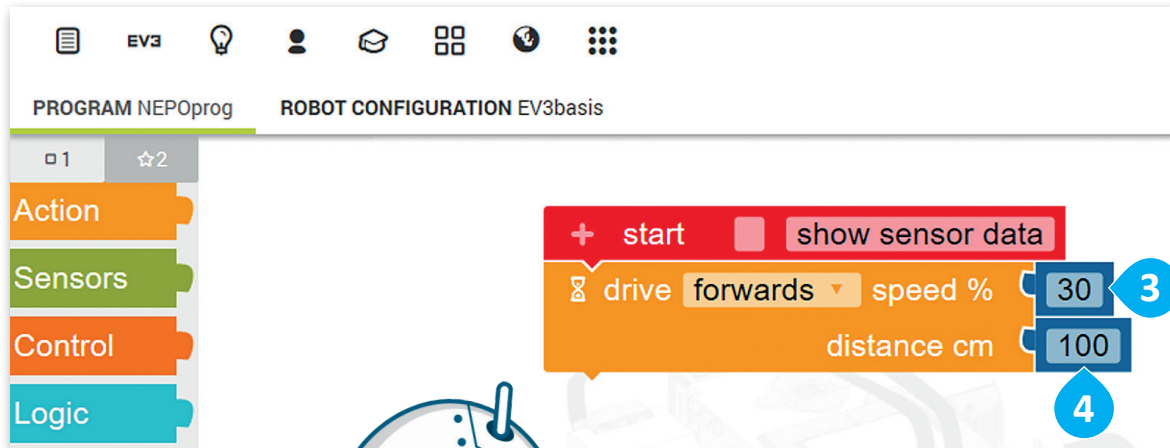 EV3
PROGRAM NEPOprog ROBOT CONFIGURATION EV3basis
1 2
Action
Sensors
Control
Logic
+ start show sensor data
drive forwards speed % 30 3
distance cm 100
4